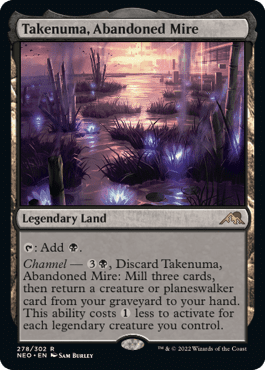 Takenuma, Abandoned Mire
Legendary Land
: Add .
Channel — 3, Discard Takenuma,
Abandoned Mire: Mill three cards,
then return a creature or planeswalker
card from your graveyard to your hand.
This ability costs 1 less to activate for
each legendary creature you control.
278/302 R
NEO • EN SAM BURLEY
™ & © 2022 Wizards of the Coast